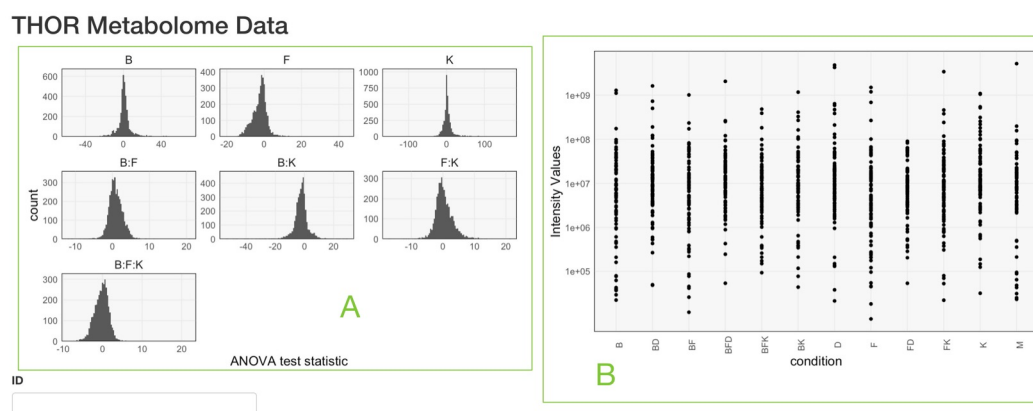 THOR Metabolome Data
B F K
600
400
200
0
-40 0 40
400
300
200
100
0
-20 0 20 40
1000
750
500
250
0
-100 0 100
B:F B:K F:K
count
300
200
100
0
-10 0 10 20
400
300
200
100
0
-40 -20 0 20
300
200
100
0
-10 0 10 20
B:F:K
300
200
100
0
-10 0 10 20
A
ANOVA test statistic
ID
Intensity Values
1e+09
1e+08
1e+07
1e+06
1e+05
B BD BF BFD BFK BK D F FD FK K M
condition
B